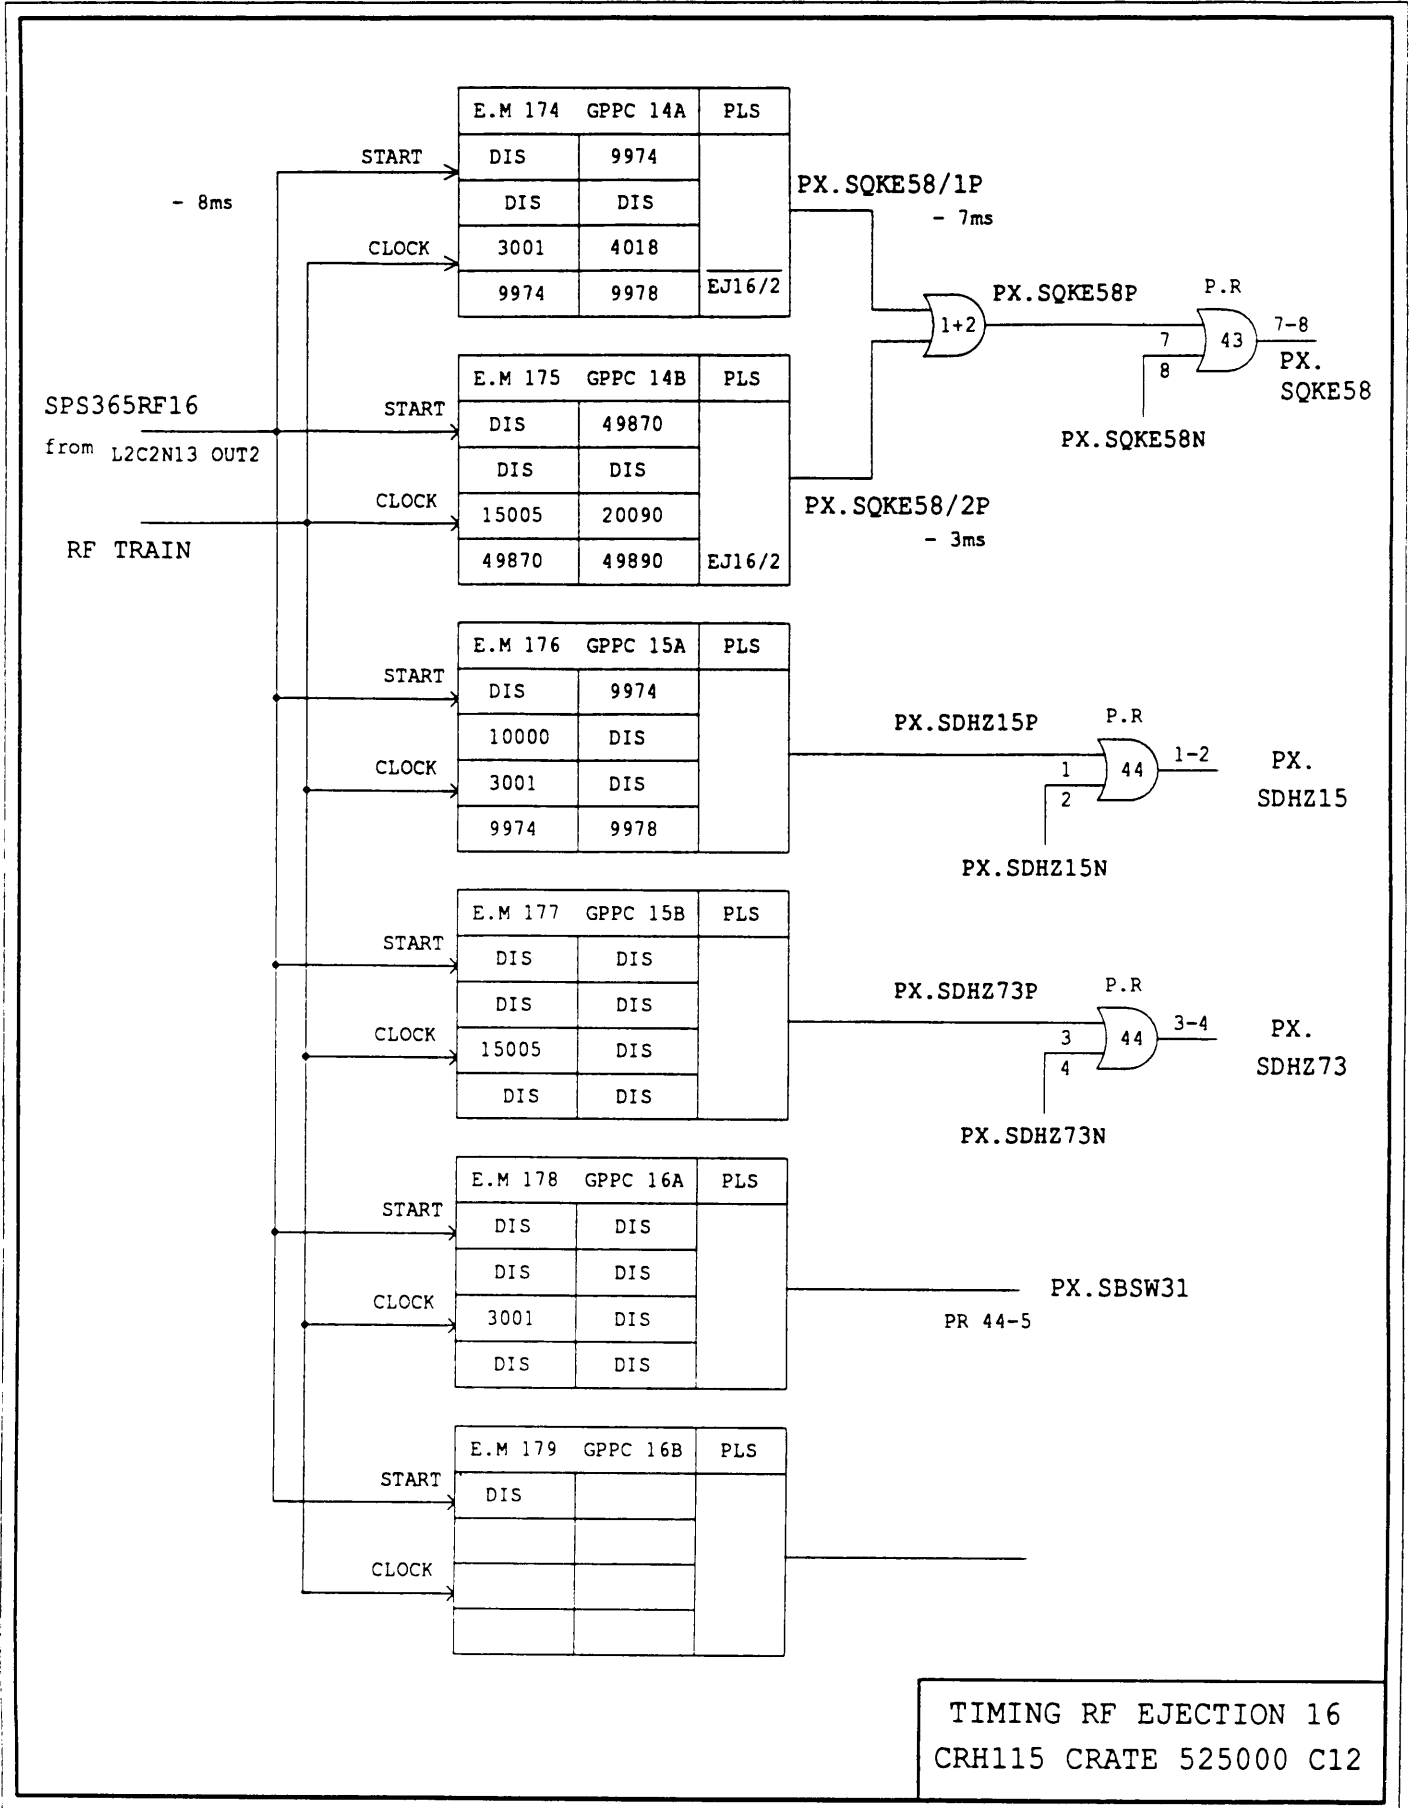 E.M 174 GPPC 14A PLS
START DIS 9974
- 8ms
DIS DIS
PX.SQKE58/1P
- 7ms
CLOCK 3001 4018
9974 9978 EJ16/2
1+2
PX.SQKE58P
P.R
7
8
43
7-8
PX.
SQKE58
PX.SQKE58N
E.M 175 GPPC 14B PLS
SPS365RF16
from L2C2N13 OUT2
START DIS 49870
DIS DIS
CLOCK 15005 20090
PX.SQKE58/2P
- 3ms
RF TRAIN
49870 49890 EJ16/2
E.M 176 GPPC 15A PLS
START DIS 9974
10000 DIS
CLOCK 3001 DIS
9974 9978
PX.SDHZ15P
P.R
1
2
44
1-2
PX.
SDHZ15
PX.SDHZ15N
E.M 177 GPPC 15B PLS
START DIS DIS
DIS DIS
CLOCK 15005 DIS
DIS DIS
PX.SDHZ73P
P.R
3
4
44
3-4
PX.
SDHZ73
PX.SDHZ73N
E.M 178 GPPC 16A PLS
START DIS DIS
DIS DIS
CLOCK 3001 DIS
DIS DIS
PX.SBSW31
PR 44-5
E.M 179 GPPC 16B PLS
START DIS
CLOCK
TIMING RF EJECTION 16
CRH115 CRATE 525000 C12